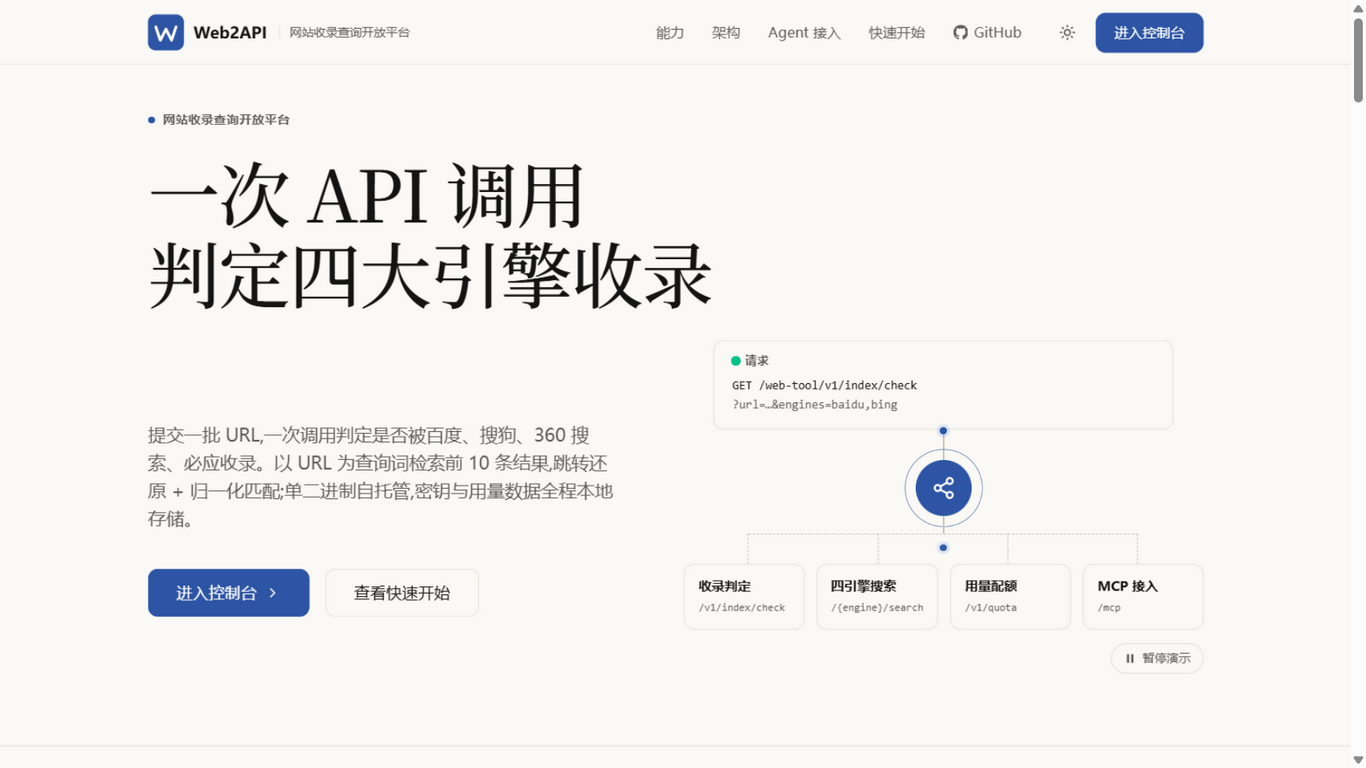 Web2API
网站收录查询开放平台
能力
架构
Agent 接入
快速开始
GitHub
进入控制台
网站收录查询开放平台
一次 API 调用
判定四大引擎收录
提交一批 URL,一次调用判定是否被百度、搜狗、360 搜
索、必应收录。以 URL 为查询词检索前 10 条结果,跳转还
原 + 归一化匹配;单二进制自托管,密钥与用量数据全程本地
存储。
进入控制台
查看快速开始
请求
GET /web-tool/v1/index/check
?url=…&engines=baidu,bing
收录判定
/v1/index/check
四引擎搜索
/{engine}/search
用量配额
/v1/quota
MCP 接入
/mcp
暂停演示